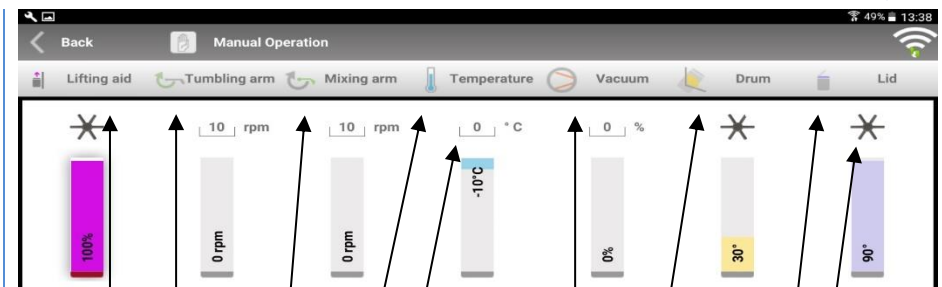 49% 13:38
Back Manual Operation
Lifting aid Tumbling arm Mixing arm Temperature Vacuum Drum Lid
10 rpm 10 rpm 0 ° C 0 %
100% 0 rpm 0 rpm -10°C 0% 30° 90°